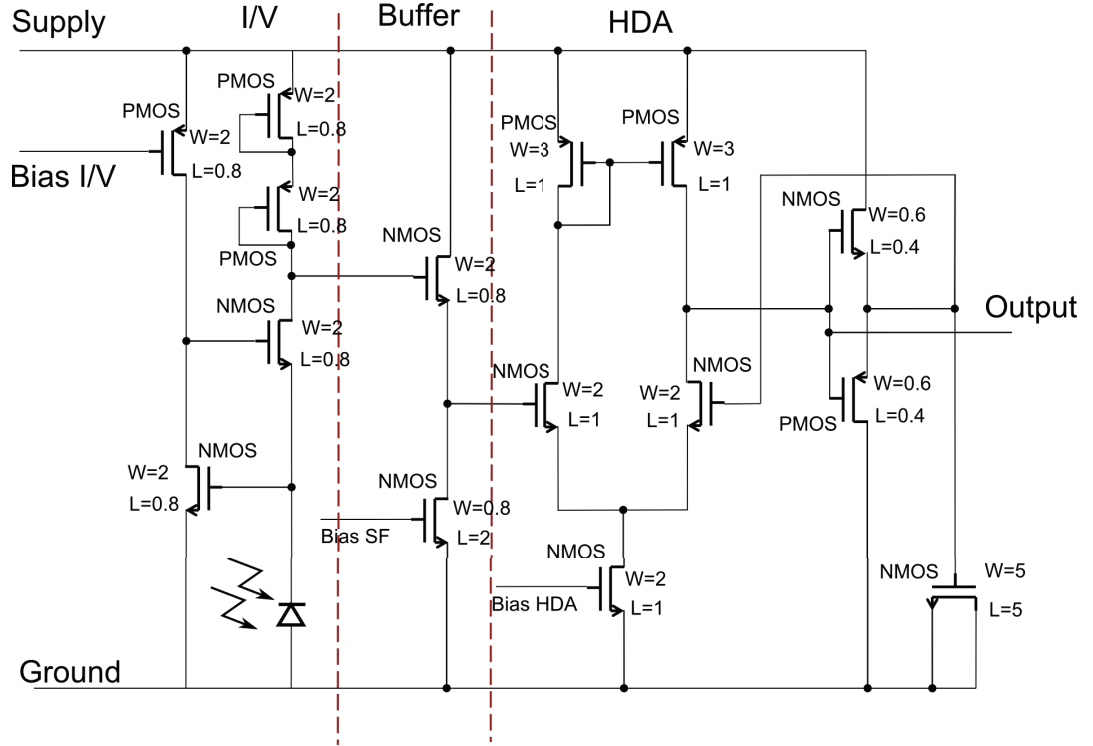 Supply
I/V
Buffer
HDA
PMOS
W=2
L=0.8
PMOS
W=2
L=0.8
Bias I/V
W=2
L=0.8
PMOS
NMOS
W=2
L=0.8
NMOS
W=2
L=0.8
NMOS
W=2
L=0.8
NMOS
W=0.8
L=2
Bias SF
PMOS
W=3
L=1
PMOS
W=3
L=1
NMOS
W=2
L=1
NMOS
W=2
L=1
NMOS
W=2
L=1
Bias HDA
NMOS
W=0.6
L=0.4
Output
W=0.6
L=0.4
PMOS
NMOS
W=5
L=5
Ground